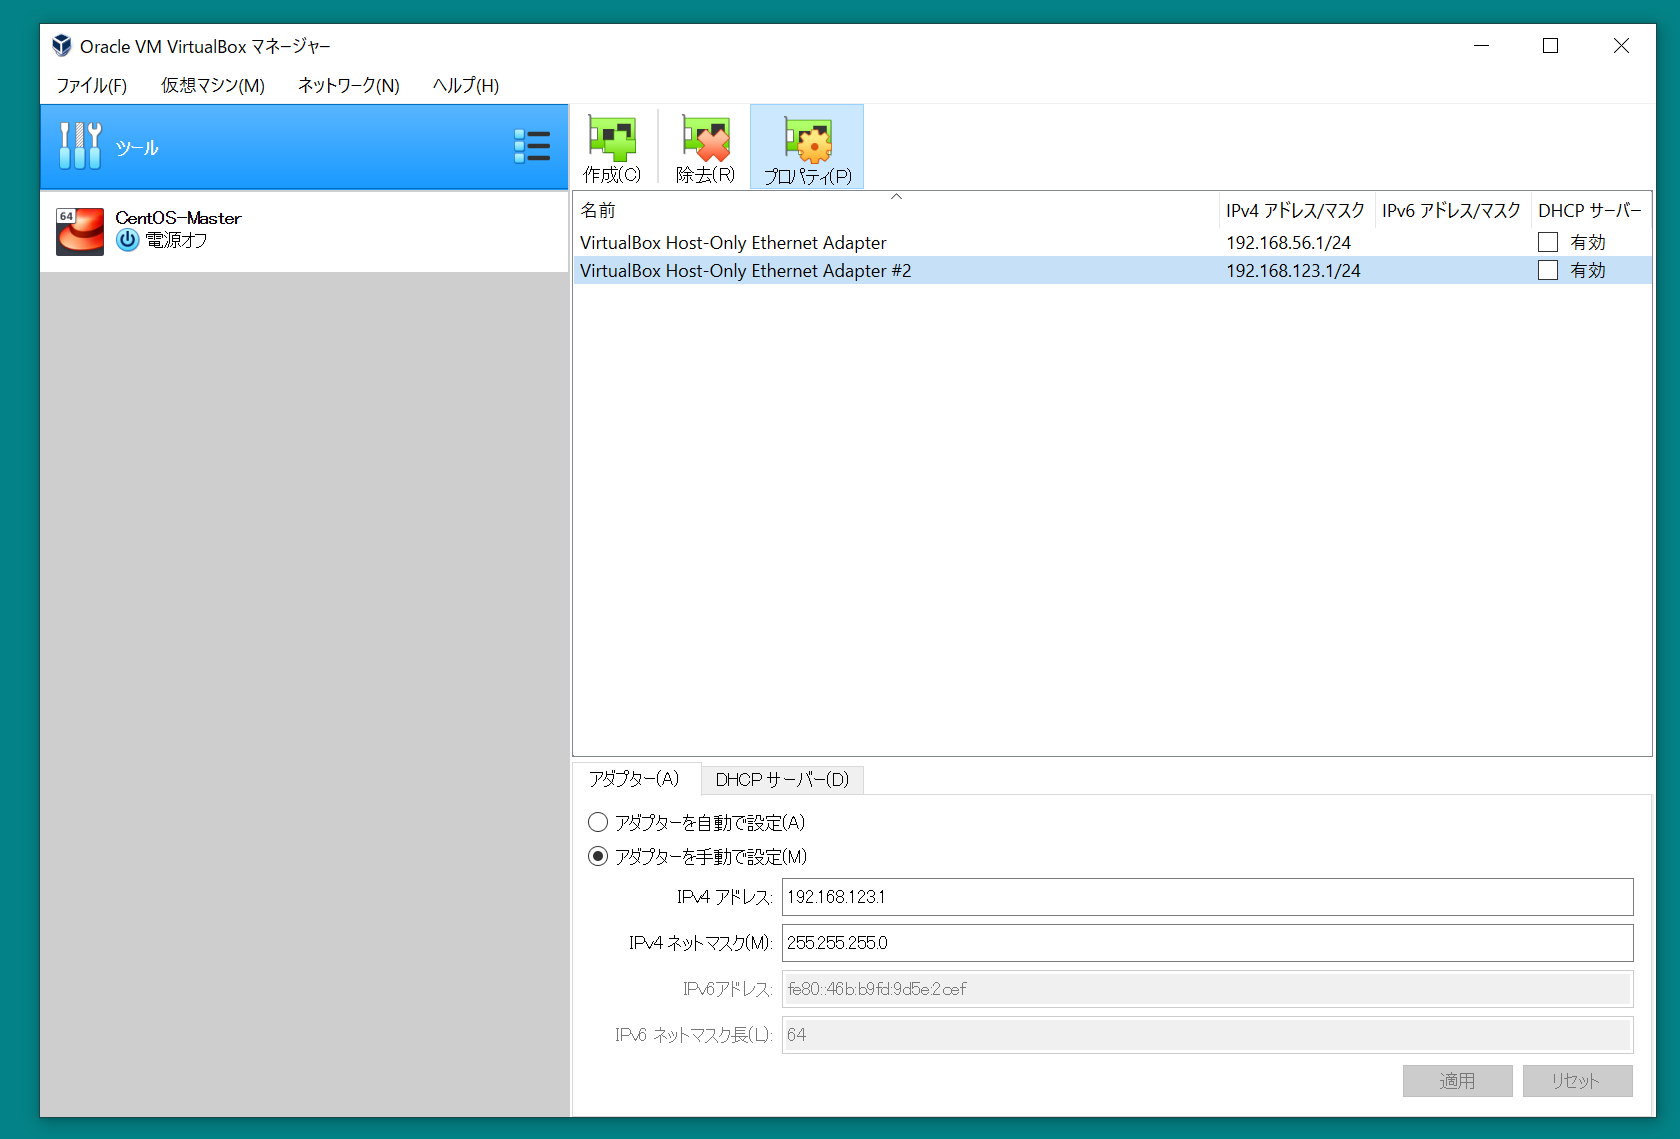 Oracle VM VirtualBox マネージャー
ファイル(F) 仮想マシン(M) ネットワーク(N) ヘルプ(H)
ツール
作成(C) 除去(R) プロパティ(P)
64
CentOS-Master
電源オフ
名前 IPv4 アドレス/マスク IPv6 アドレス/マスク DHCP サーバー
VirtualBox Host-Only Ethernet Adapter 192.168.56.1/24 有効
VirtualBox Host-Only Ethernet Adapter #2 192.168.123.1/24 有効
アダプター(A) DHCP サーバー(D)
アダプターを自動で設定(A)
アダプターを手動で設定(M)
IPv4 アドレス: 192.168.123.1
IPv4 ネットマスク(M): 255.255.255.0
IPv6アドレス: fe80::46b:b9fd:9d5e:2cef
IPv6 ネットマスク長(L): 64
適用 リセット